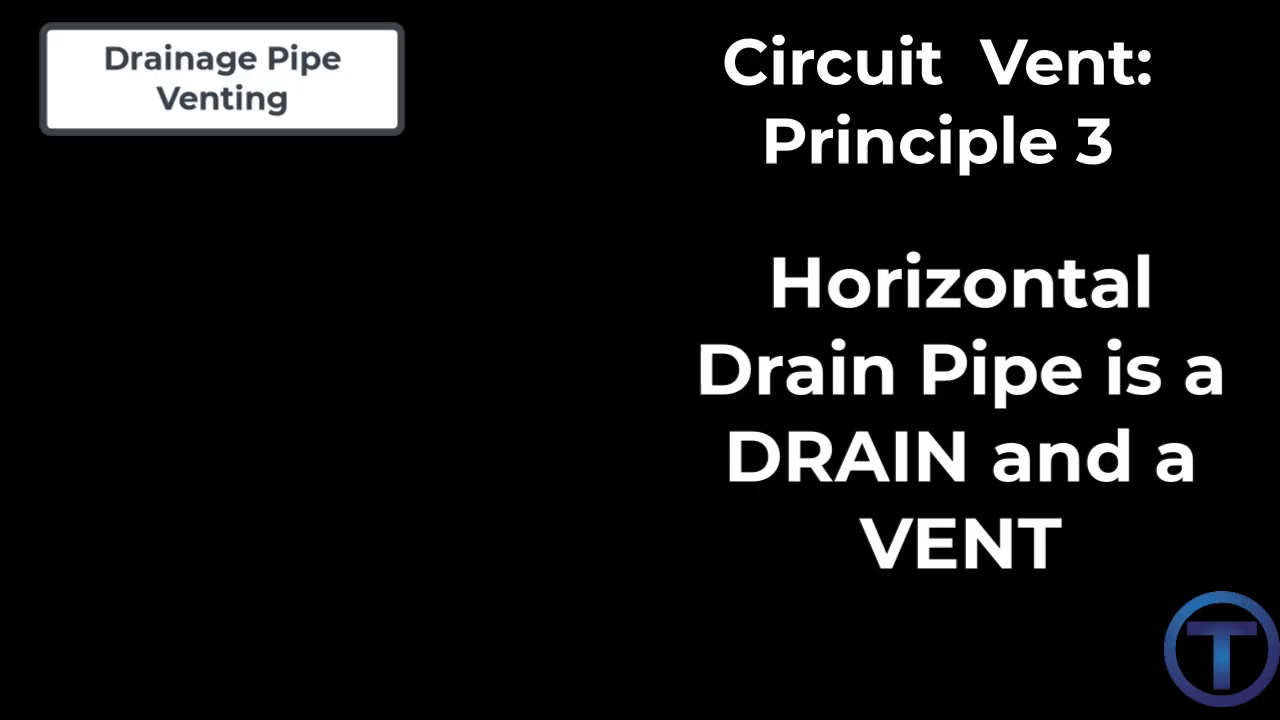 Drainage Pipe
Venting
Circuit Vent:
Principle 3
Horizontal
Drain Pipe is a
DRAIN and a
VENT
T